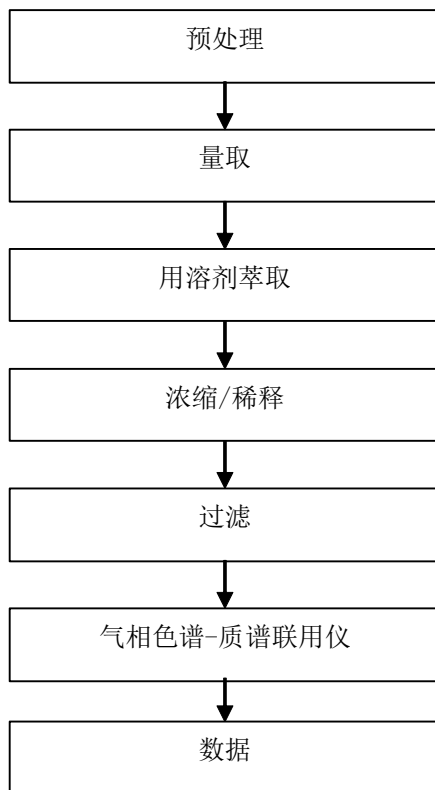 预处理
量取
用溶剂萃取
浓缩/稀释
过滤
气相色谱-质谱联用仪
数据